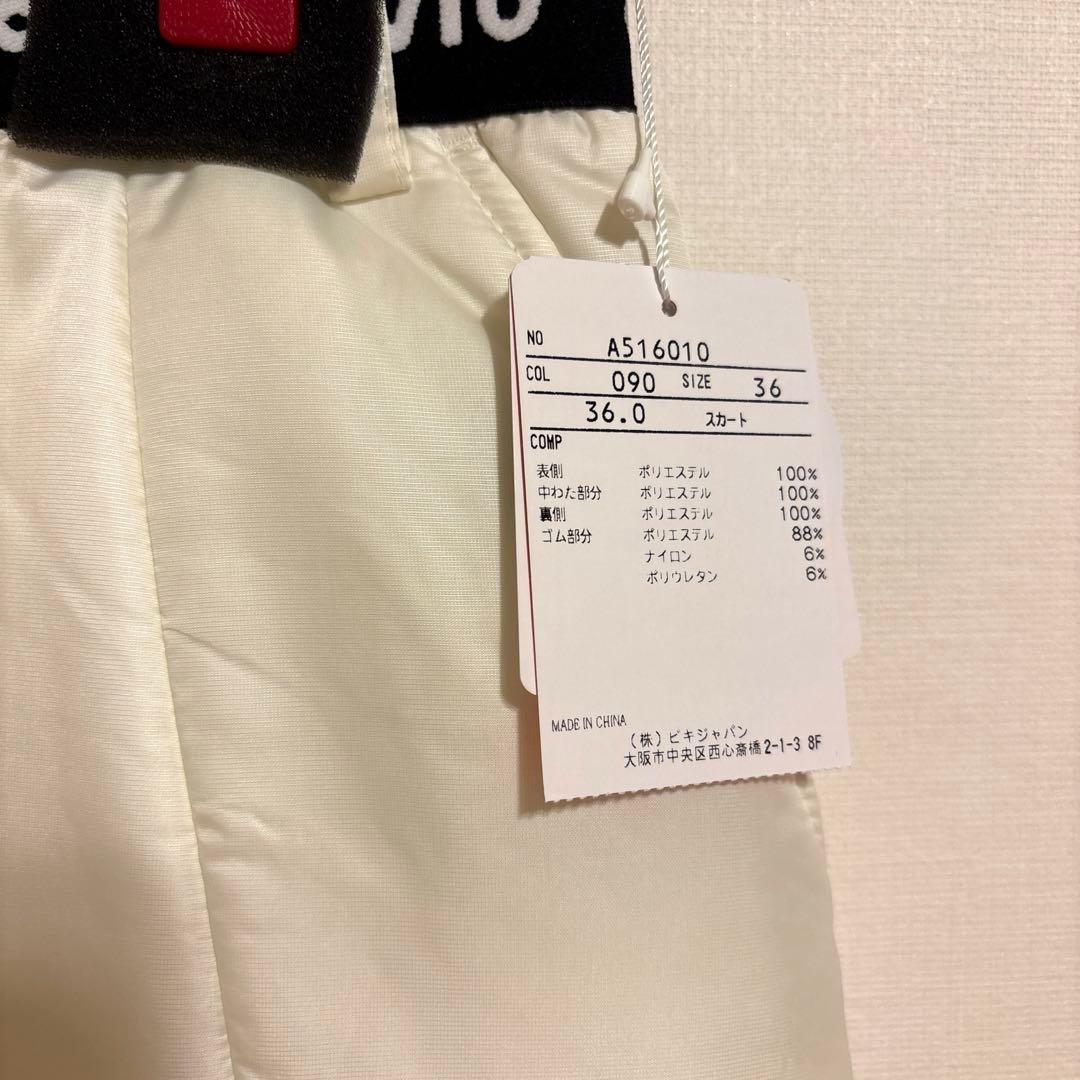 NO A516010
COL 090 SIZE 36
36.0 スカート
COMP
表側 ポリエステル 100%
中わた部分 ポリエステル 100%
裏側 ポリエステル 100%
ゴム部分 ポリエステル 88%
ナイロン 6%
ポリウレタン 6%
MADE IN CHINA
(株)ビキジャパン
大阪市中央区西心斎橋2-1-3 8F